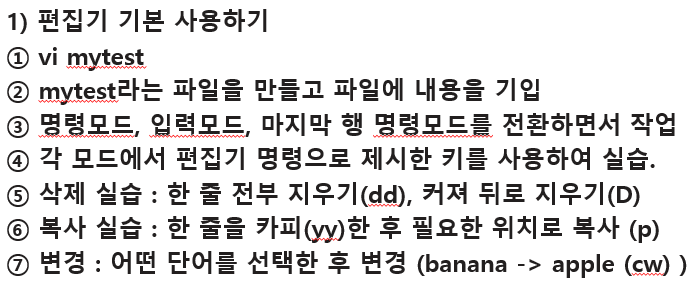 1) 편집기 기본 사용하기
① vi mytest
② mytest라는 파일을 만들고 파일에 내용을 기입
③ 명령모드, 입력모드, 마지막 행 명령모드를 전환하면서 작업
④ 각 모드에서 편집기 명령으로 제시한 키를 사용하여 실습.
⑤ 삭제 실습 : 한 줄 전부 지우기(dd), 커져 뒤로 지우기(D)
⑥ 복사 실습 : 한 줄을 카피(yy)한 후 필요한 위치로 복사 (p)
⑦ 변경 : 어떤 단어를 선택한 후 변경 (banana -> apple (cw) )